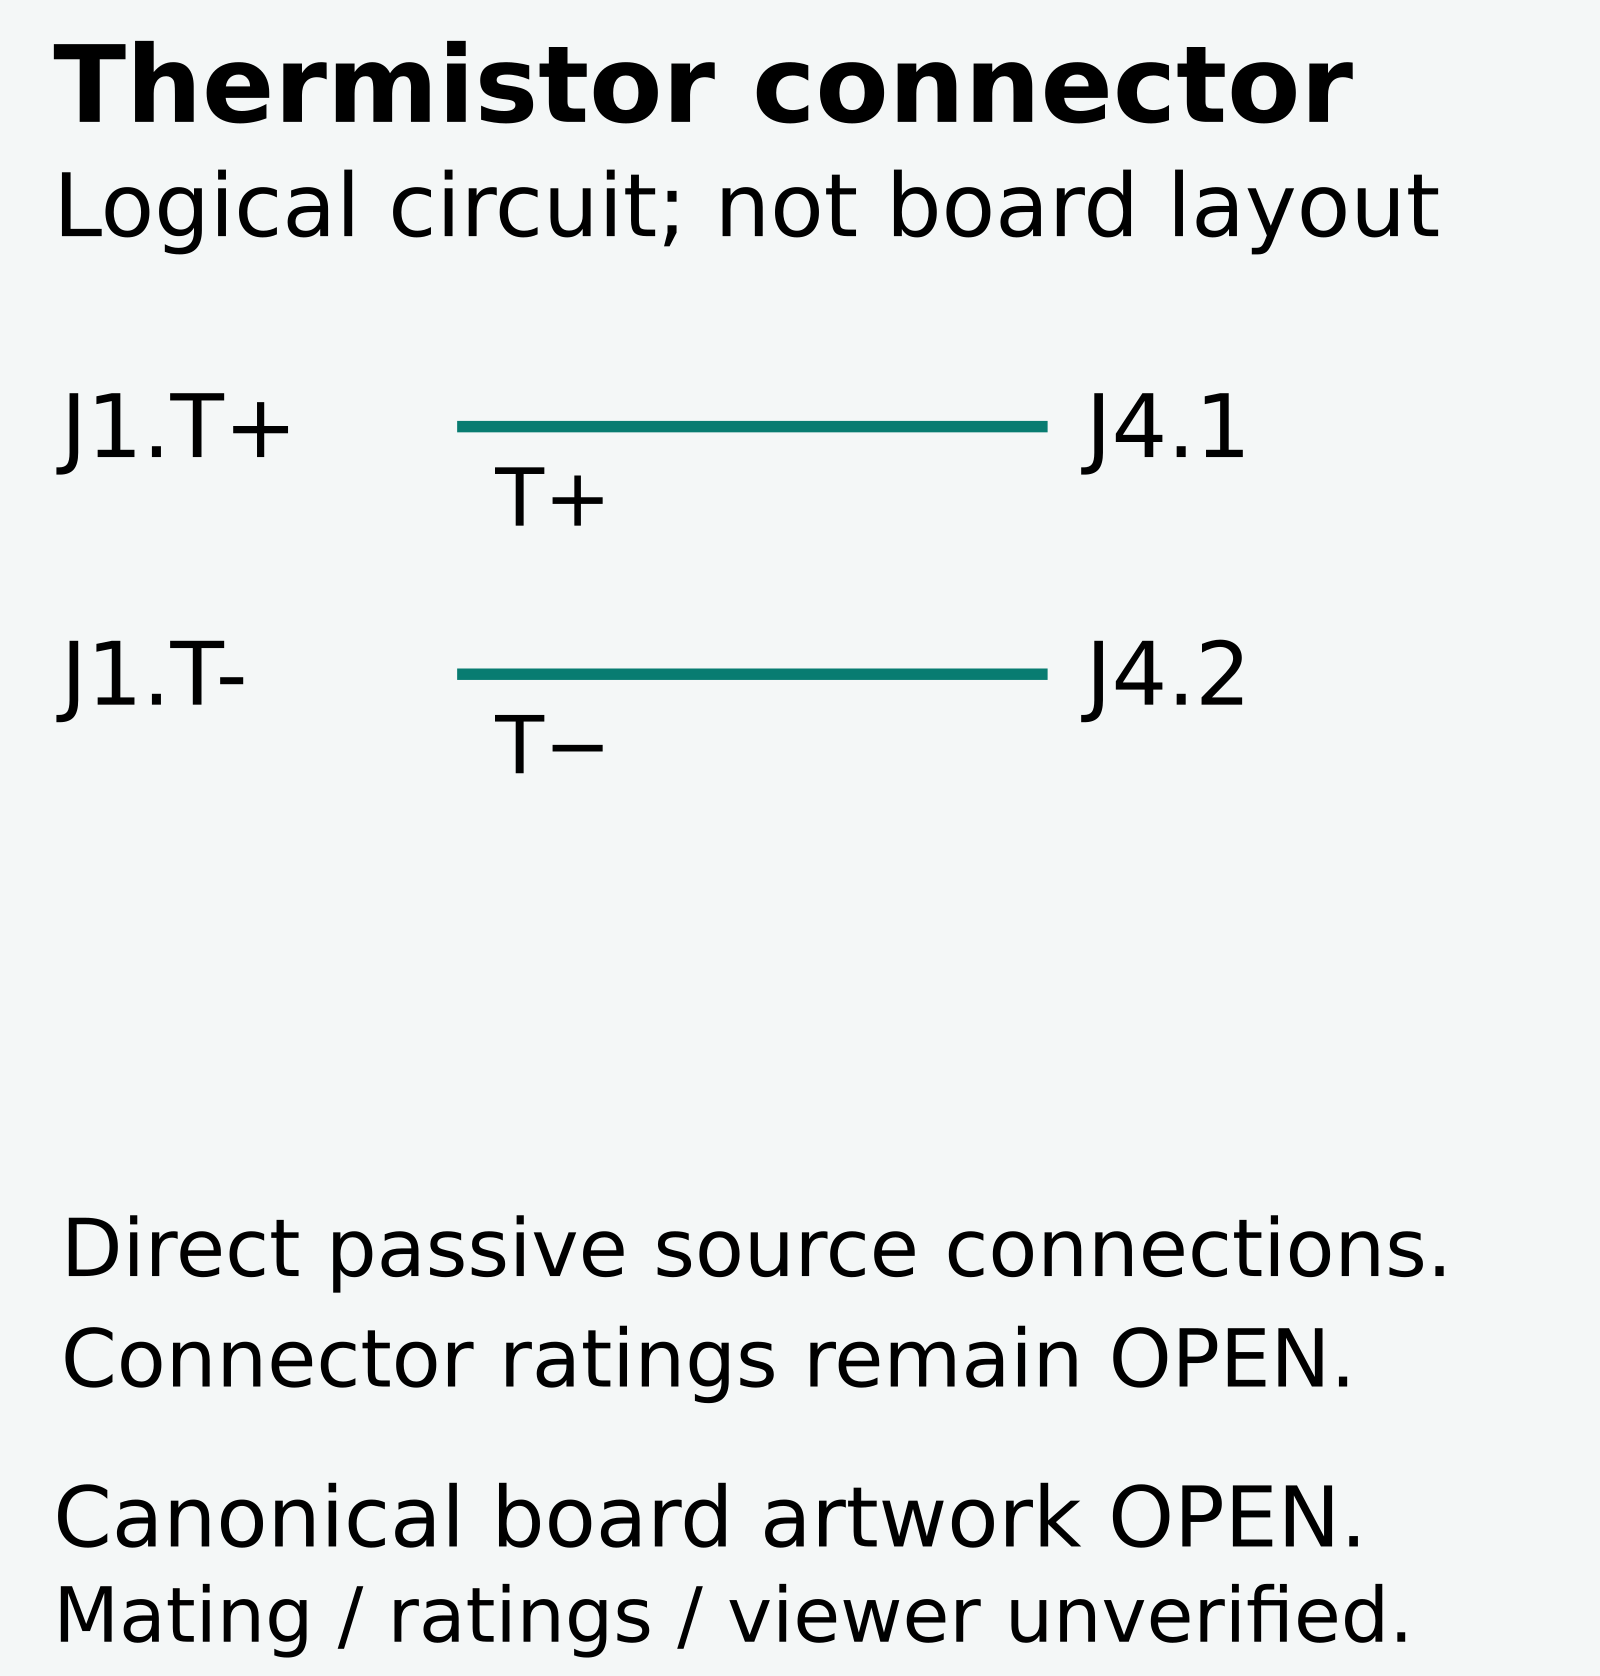 Thermistor connector
Logical circuit; not board layout
J1.T+ J4.1
T+
J1.T- J4.2
T−
Direct passive source connections.
Connector ratings remain OPEN.
Canonical board artwork OPEN.
Mating / ratings / viewer unverified.